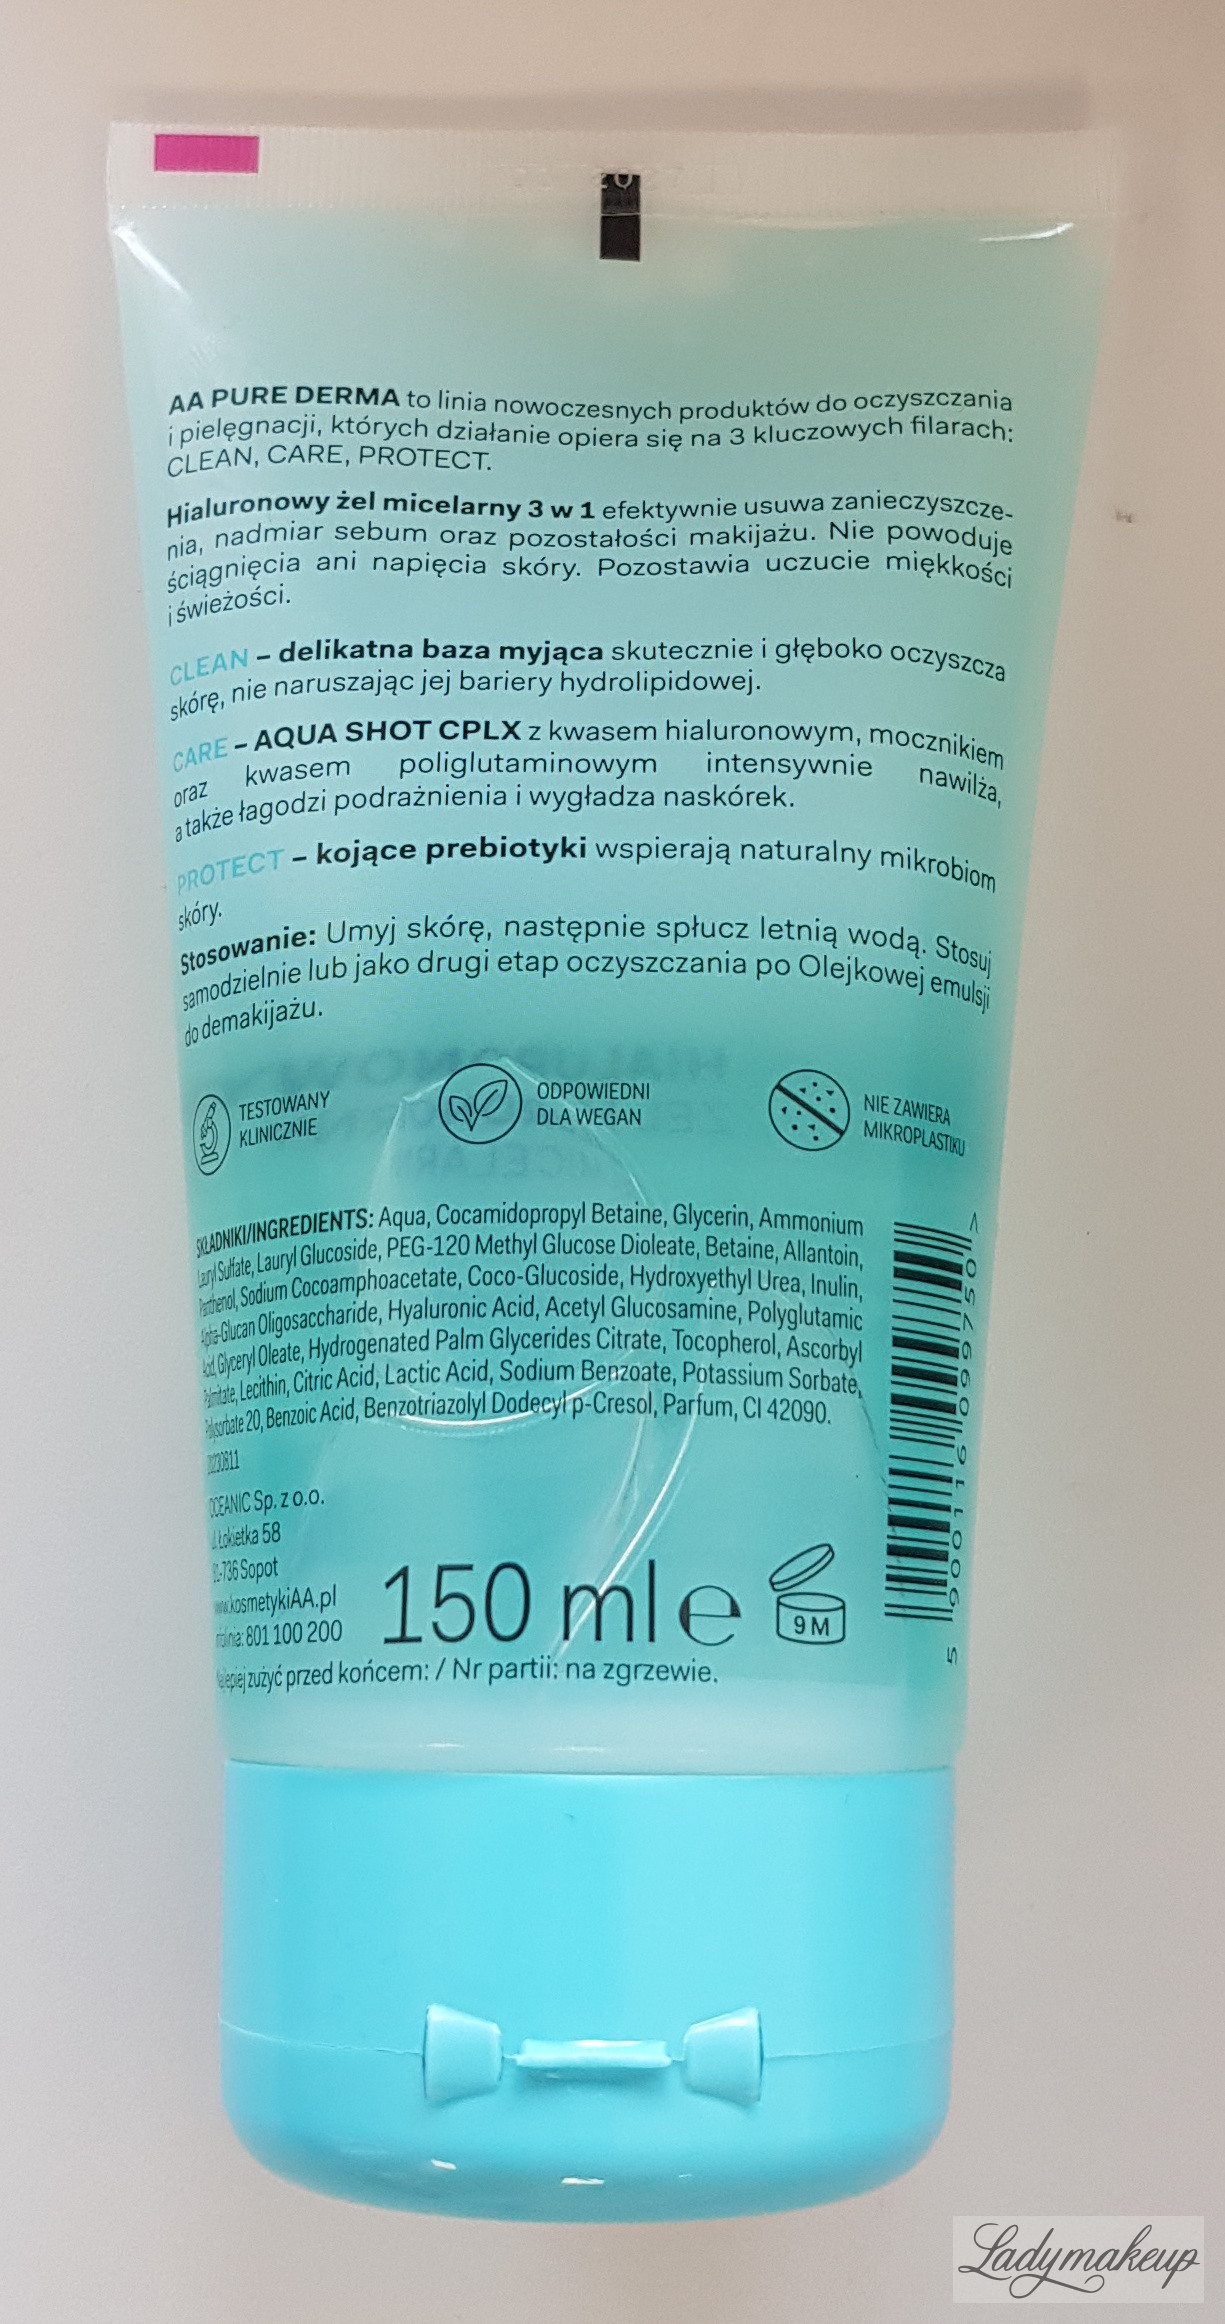 AA PURE DERMA to linia nowoczesnych produktów do oczyszczania
i pielęgnacji, których działanie opiera się na 3 kluczowych filarach:
CLEAN, CARE, PROTECT.
Hialuronowy żel micelarny 3 w 1 efektywnie usuwa zanieczyszcze-
nia, nadmiar sebum oraz pozostałości makijażu. Nie powoduje
ściągnięcia ani napięcia skóry. Pozostawia uczucie miękkości
i świeżości.
CLEAN – delikatna baza myjąca skutecznie i głęboko oczyszcza
skórę, nie naruszając jej bariery hydrolipidowej.
CARE – AQUA SHOT CPLX z kwasem hialuronowym, mocznikiem
oraz kwasem poliglutaminowym intensywnie nawilża,
a także łagodzi podrażnienia i wygładza naskórek.
PROTECT – kojące prebiotyki wspierają naturalny mikrobiom
skóry.
Stosowanie: Umyj skórę, następnie spłucz letnią wodą. Stosuj
samodzielnie lub jako drugi etap oczyszczania po Olejkowej emulsji
do demakijażu.
TESTOWANY
KLINICZNIE
ODPOWIEDNI
DLA WEGAN
NIE ZAWIERA
MIKROPLASTIKU
SKŁADNIKI/INGREDIENTS: Aqua, Cocamidopropyl Betaine, Glycerin, Ammonium
Lauryl Sulfate, Lauryl Glucoside, PEG-120 Methyl Glucose Dioleate, Betaine, Allantoin,
Panthenol, Sodium Cocoamphoacetate, Coco-Glucoside, Hydroxyethyl Urea, Inulin,
Alpha-Glucan Oligosaccharide, Hyaluronic Acid, Acetyl Glucosamine, Polyglutamic
Acid, Glyceryl Oleate, Hydrogenated Palm Glycerides Citrate, Tocopherol, Ascorbyl
Palmitate, Lecithin, Citric Acid, Lactic Acid, Sodium Benzoate, Potassium Sorbate,
Polysorbate 20, Benzoic Acid, Benzotriazolyl Dodecyl p-Cresol, Parfum, CI 42090.
OCEANIC Sp. z o.o.
ul. Łokietka 58
81-736 Sopot
www.kosmetykiAA.pl
infolinia: 801 100 200
150 ml e
9 M
Najlepiej zużyć przed końcem: / Nr partii: na zgrzewie.
5 900116 096750 >
Ladymakeup